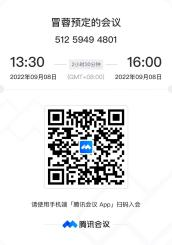 冒蓉预定的会议
512 5949 4801
13:30 2小时30分钟 16:00
2022年09月08日 (GMT+08:00) 2022年09月08日
请使用手机端「腾讯会议 App」扫码入会
腾讯会议